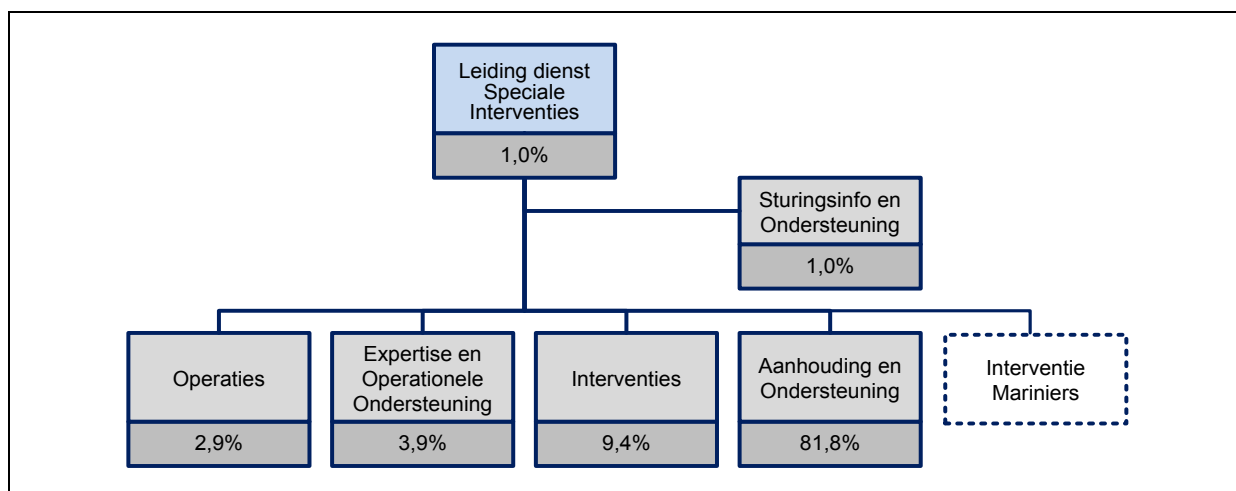 Leiding dienst
Speciale
Interventies
1,0%
Sturingsinfo en
Ondersteuning
1,0%
Operaties
2,9%
Expertise en
Operationele
Ondersteuning
3,9%
Interventies
9,4%
Aanhouding en
Ondersteuning
81,8%
Interventie
Mariniers